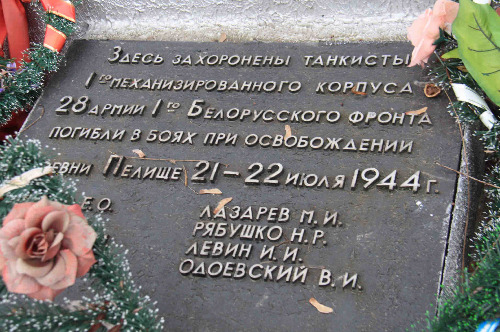 Здесь захоронены танкисты
1го механизированного корпуса
28 армии 1го Белорусского фронта
погибли в боях при освобождении
Пелище 21–22 июля 1944 г.
Е.О.
Лазарев М.И.
Рябушко Н.Р.
Левин И.И.
Одоевский В.И.